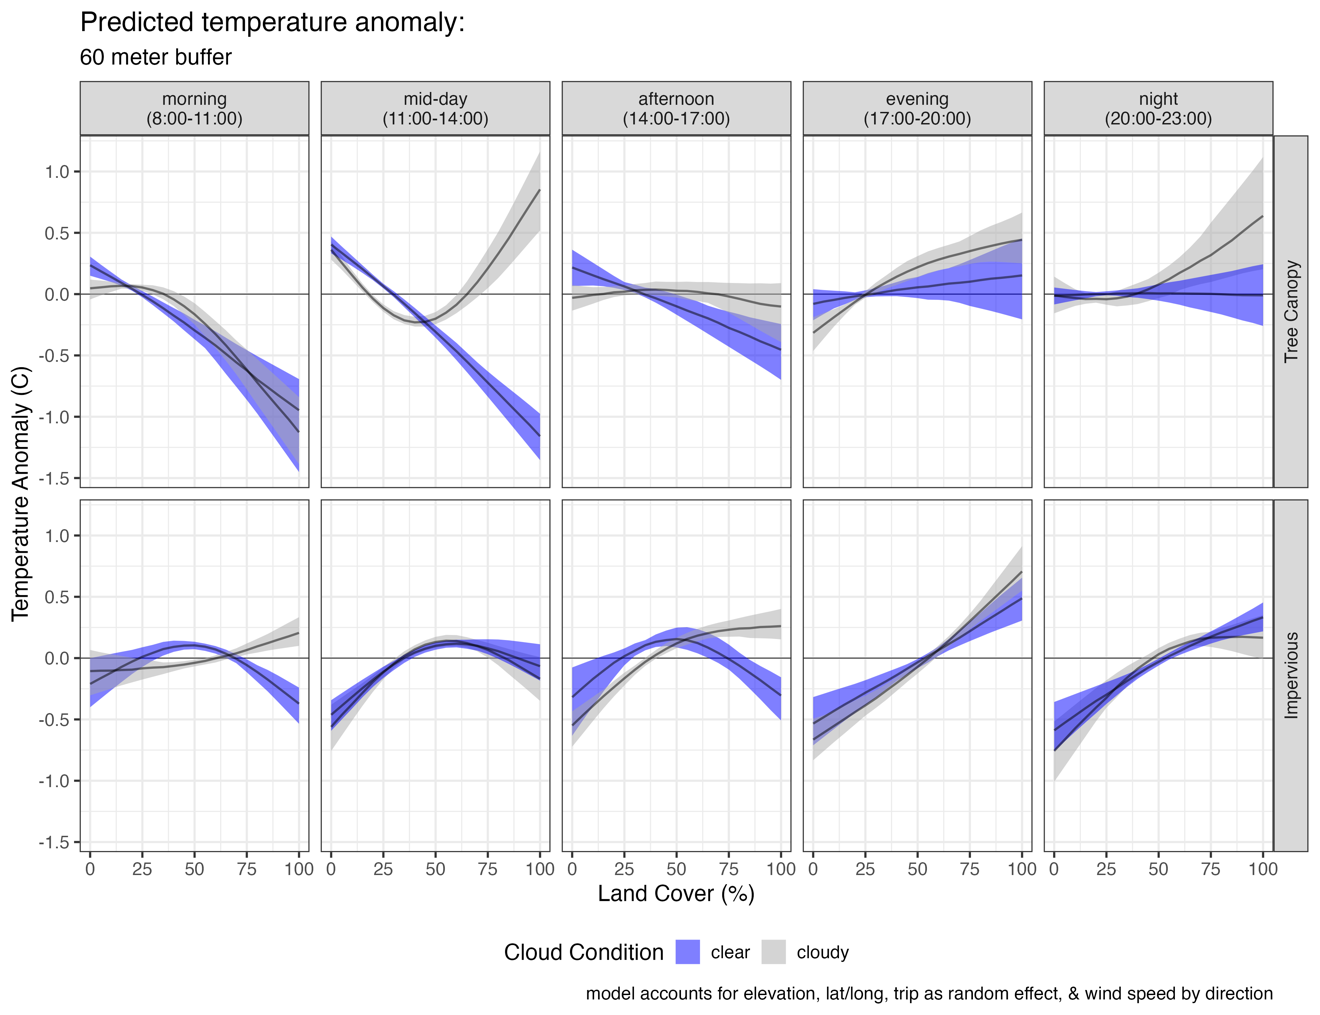 Predicted temperature anomaly:
60 meter buffer
morning
(8:00-11:00)
mid-day
(11:00-14:00)
afternoon
(14:00-17:00)
evening
(17:00-20:00)
night
(20:00-23:00)
Temperature Anomaly (C)
1.0
0.5
0.0
-0.5
-1.0
-1.5
Tree Canopy
1.0
0.5
0.0
-0.5
-1.0
-1.5
Impervious
0 25 50 75 100
0 25 50 75 100
0 25 50 75 100
0 25 50 75 100
0 25 50 75 100
Land Cover (%)
Cloud Condition clear cloudy
model accounts for elevation, lat/long, trip as random effect, & wind speed by direction